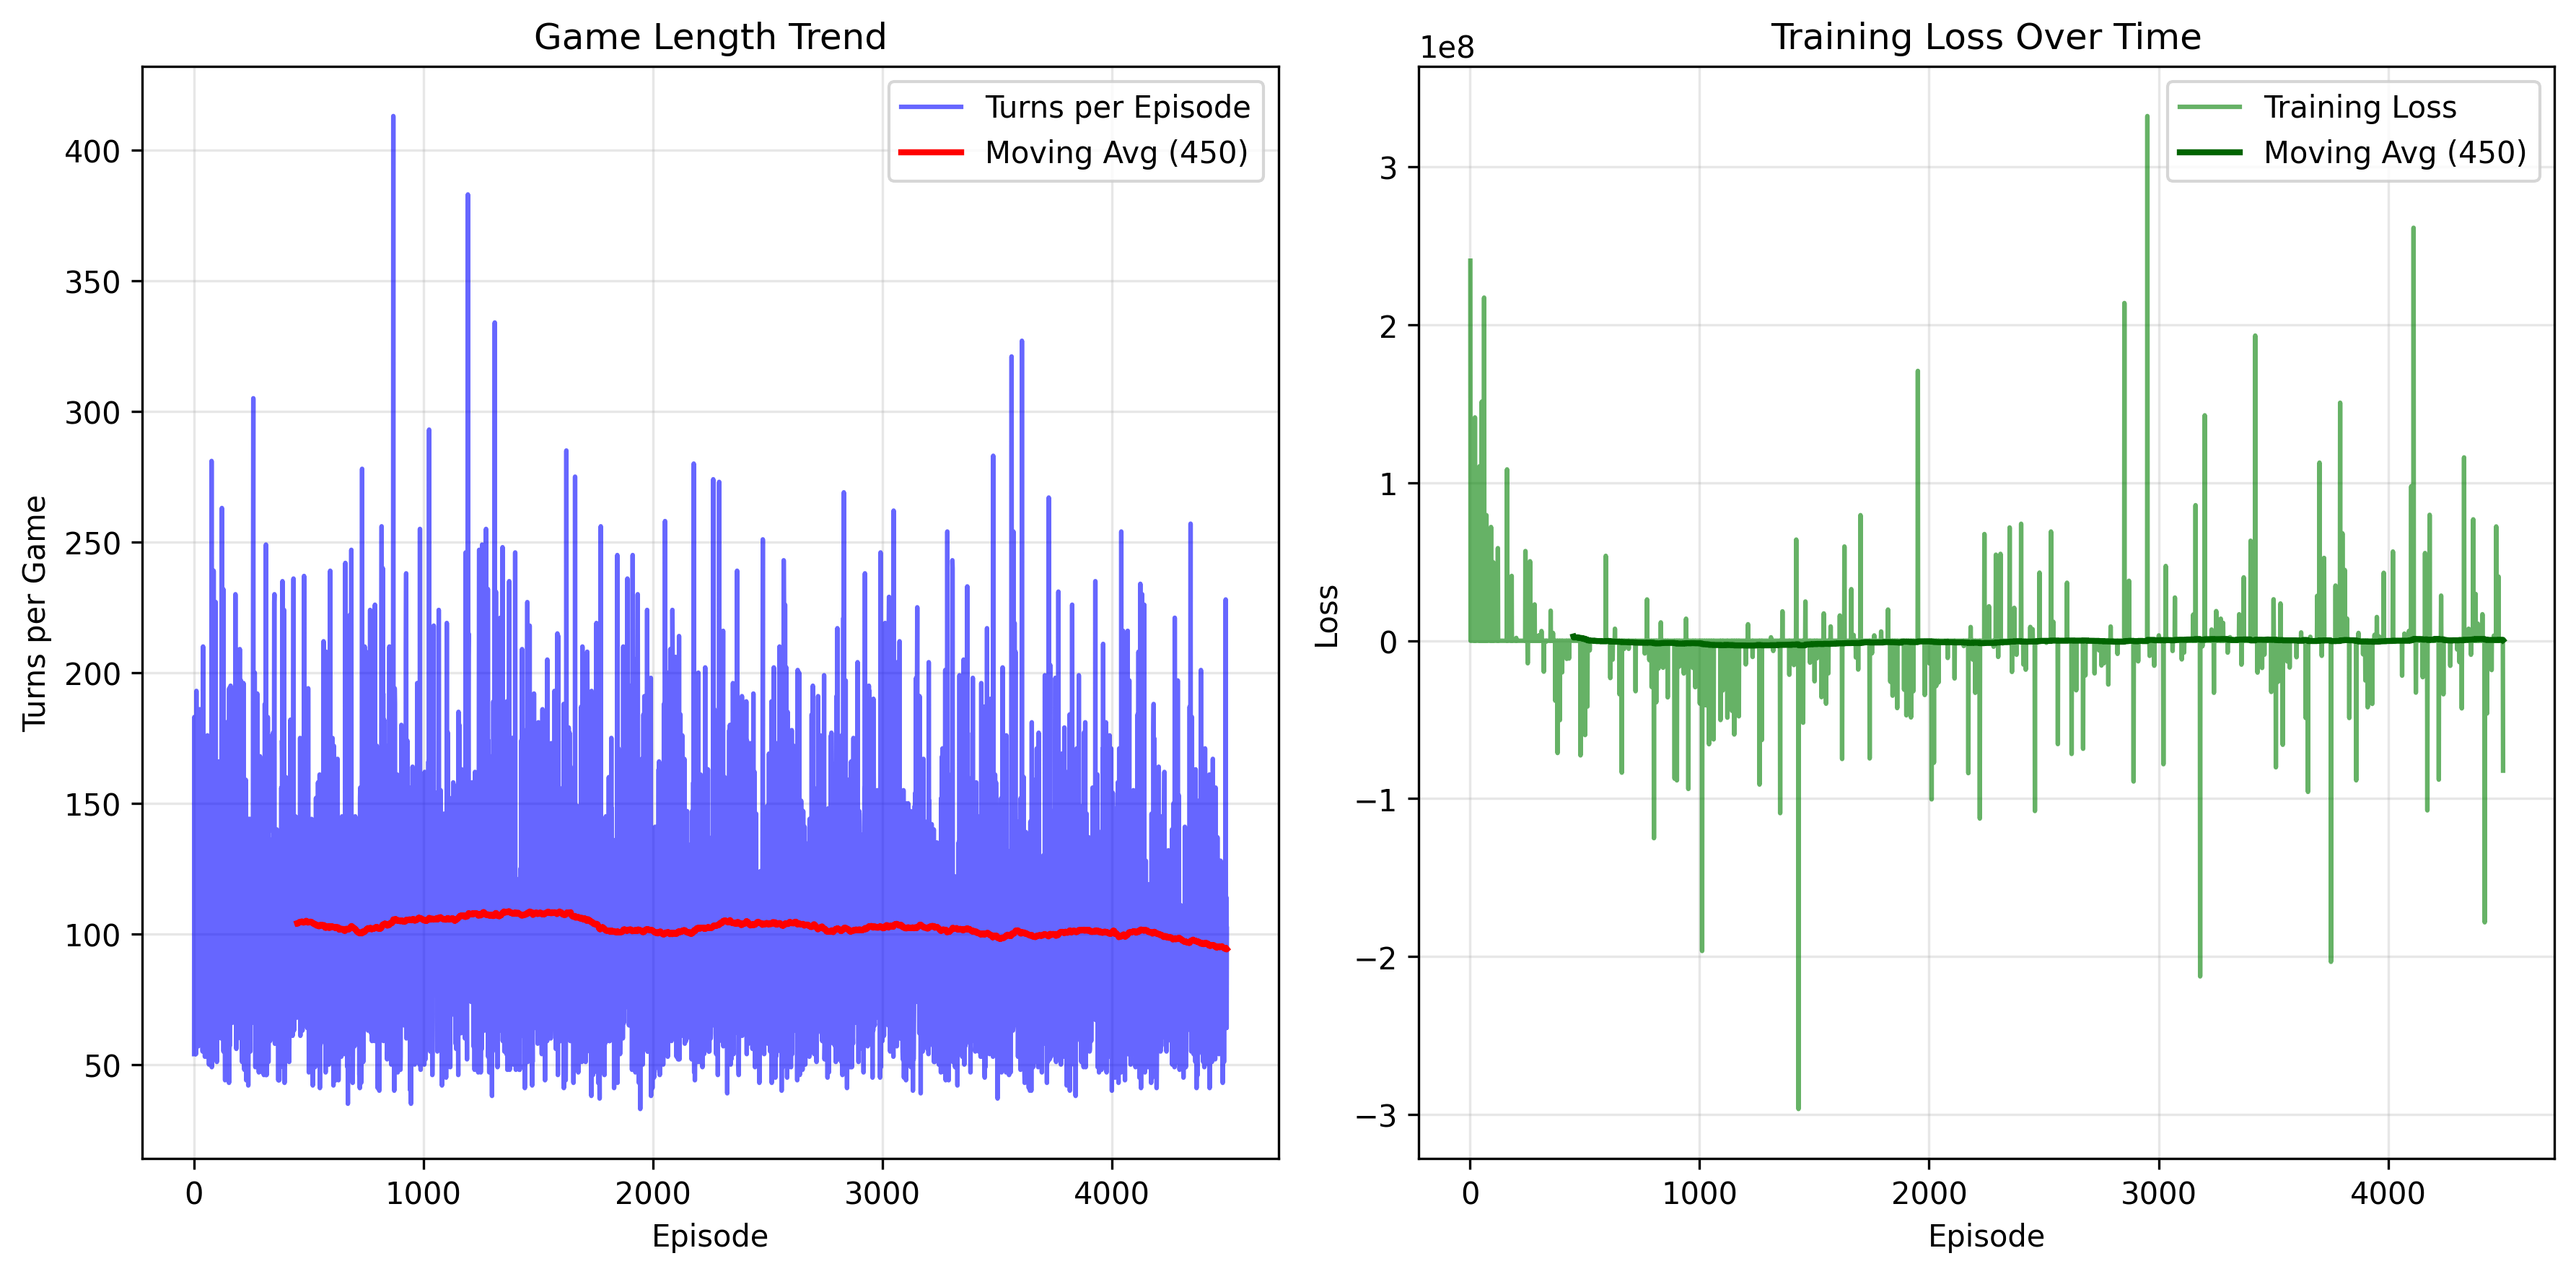 Game Length Trend
Turns per Episode
Moving Avg (450)
400
350
300
250
200
150
100
50
Turns per Game
0
1000
2000
3000
4000
Episode
Training Loss Over Time
1e8
Training Loss
Moving Avg (450)
3
2
1
0
−1
−2
−3
Loss
0
1000
2000
3000
4000
Episode